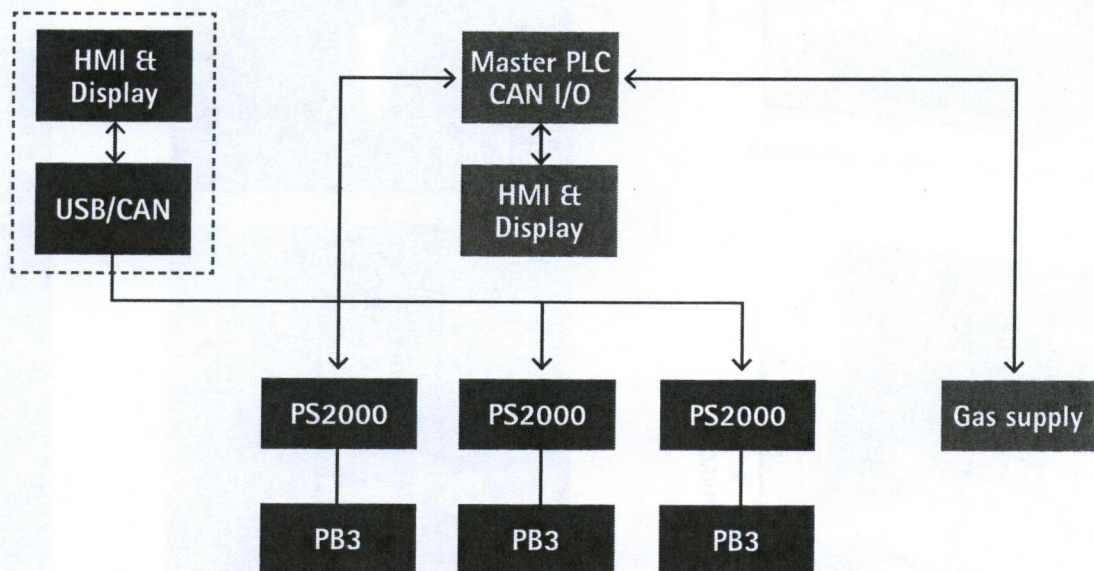 HMI &
Display
USB/CAN
Master PLC
CAN I/O
HMI &
Display
PS2000
PS2000
PS2000
Gas supply
PB3
PB3
PB3